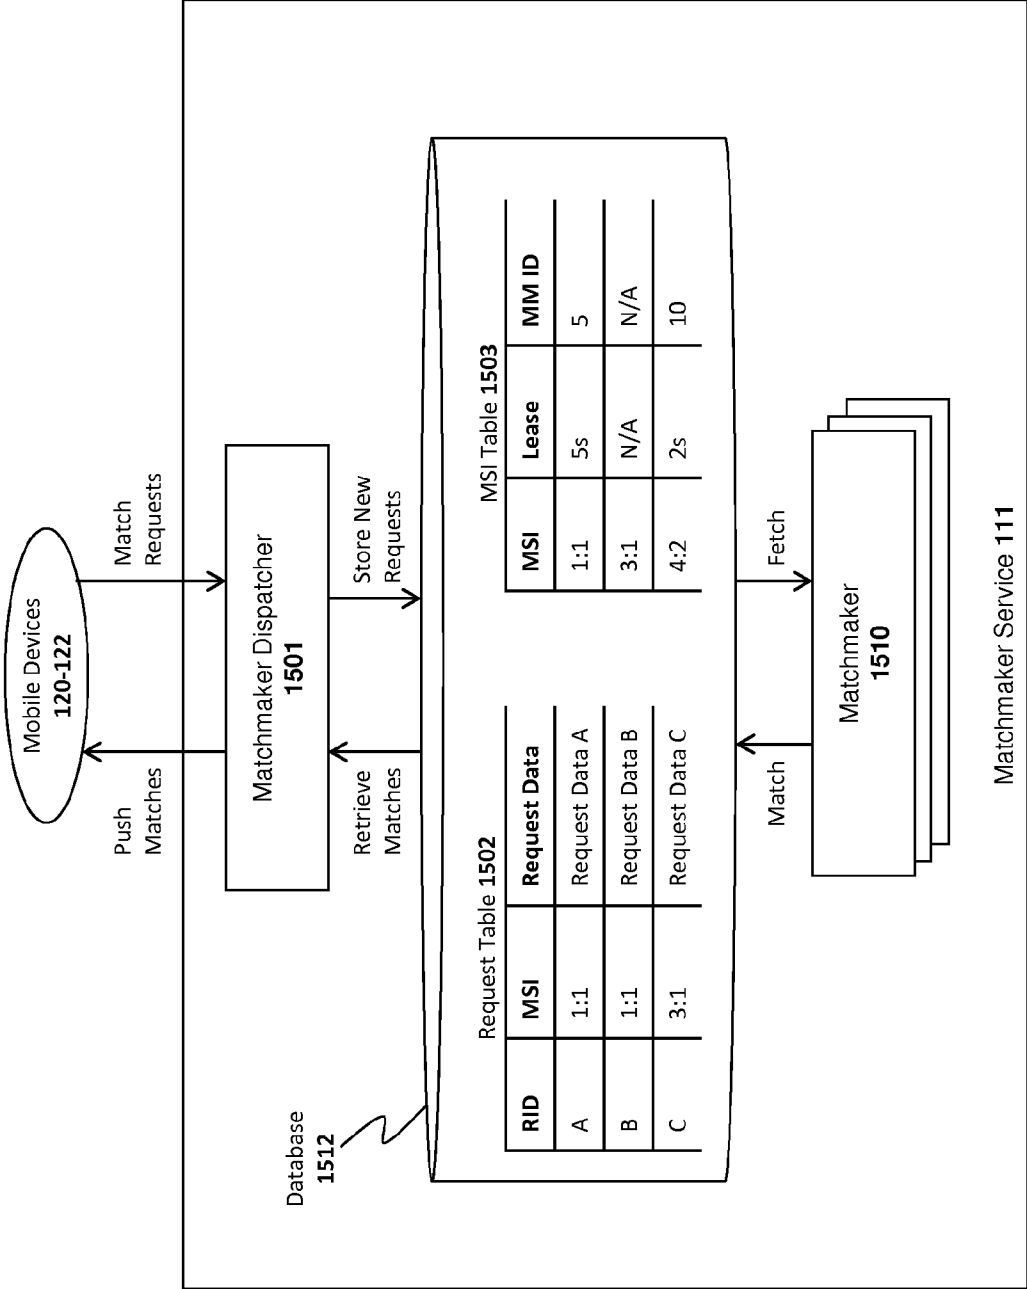 Mobile Devices
120-122
Push
Matches
Match
Requests
Matchmaker Dispatcher
1501
Retrieve
Matches
Store New
Requests
Database
1512
Request Table 1502
RID MSI Request Data
A 1:1 Request Data A
B 1:1 Request Data B
C 3:1 Request Data C
MSI Table 1503
MSI Lease MM ID
1:1 5s 5
3:1 N/A N/A
4:2 2s 10
Match
Fetch
Matchmaker
1510
Matchmaker Service 111